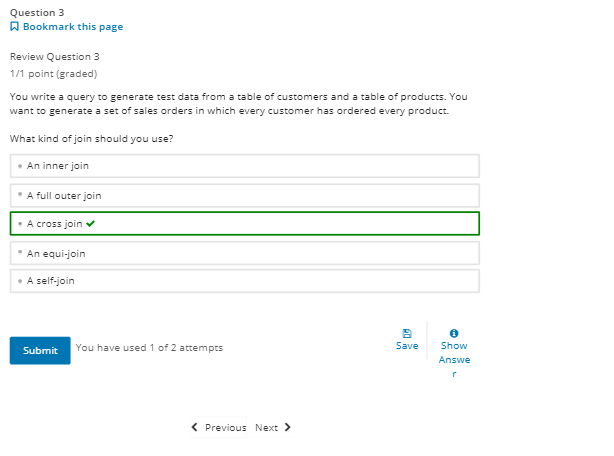 Question 3
Bookmark this page
Review Question 3
1/1 point (graded)
You write a query to generate test data from a table of customers and a table of products. You
want to generate a set of sales orders in which every customer has ordered every product.
What kind of join should you use?
An inner join
A full outer join
A cross join
An equi-join
A self-join
Submit
You have used 1 of 2 attempts
Save
Show
Answe
r
Previous Next